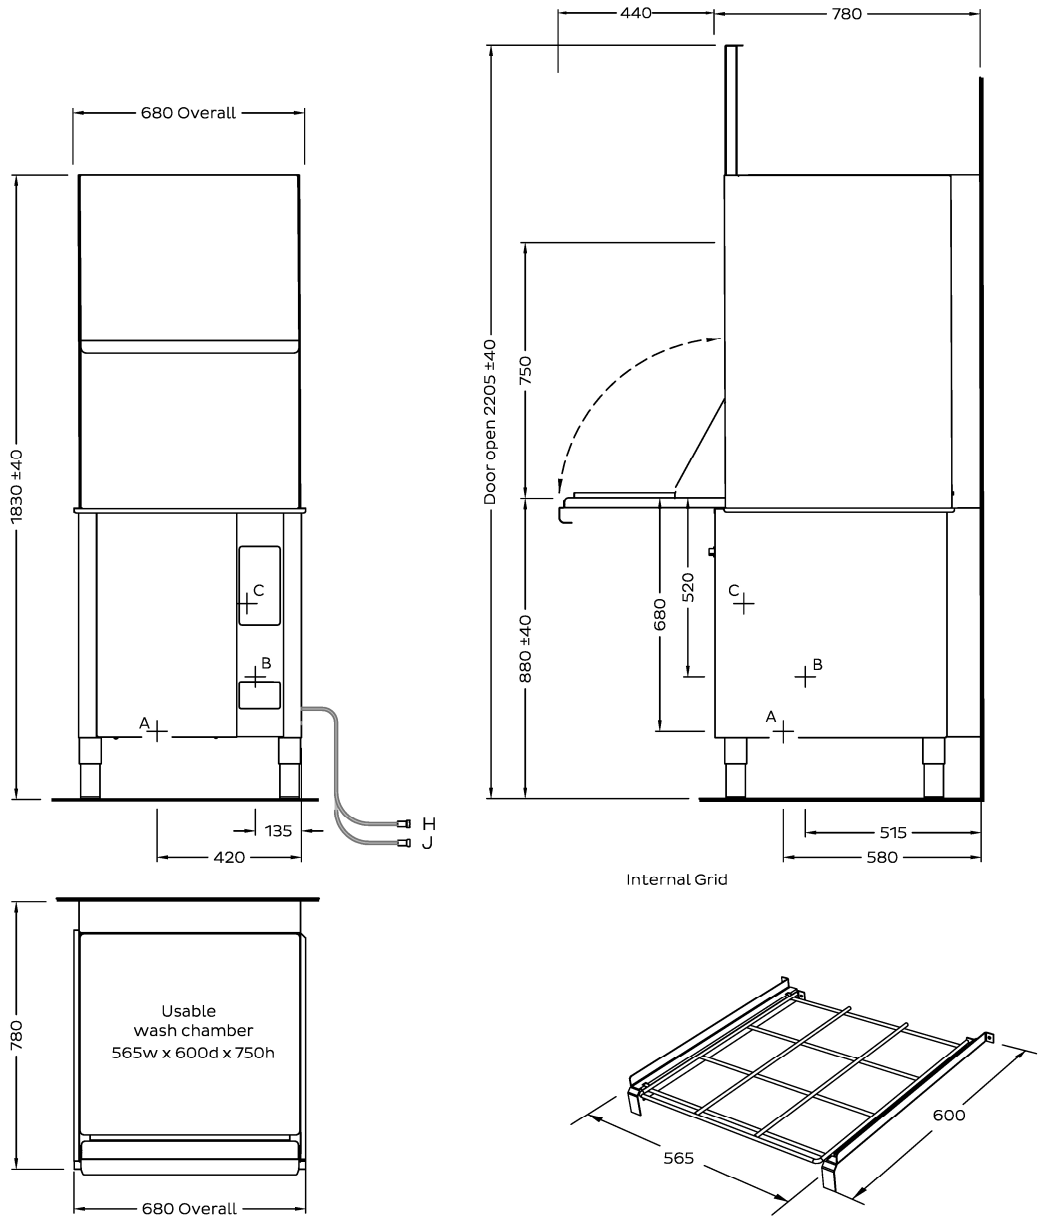 440
780
680 Overall
1830 ±40
Door open 2205 ±40
750
880 ±40
680
520
C
B
A
C
B
A
H
J
135
420
515
580
Internal Grid
780
Usable
wash chamber
565w x 600d x 750h
680 Overall
565
600